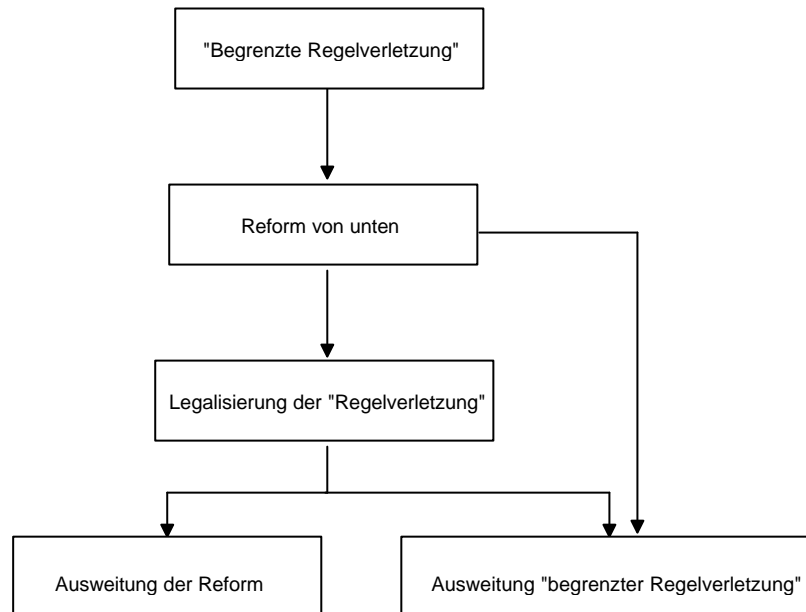 "Begrenzte Regelverletzung"
Reform von unten
Legalisierung der "Regelverletzung"
Ausweitung der Reform
Ausweitung "begrenzter Regelverletzung"